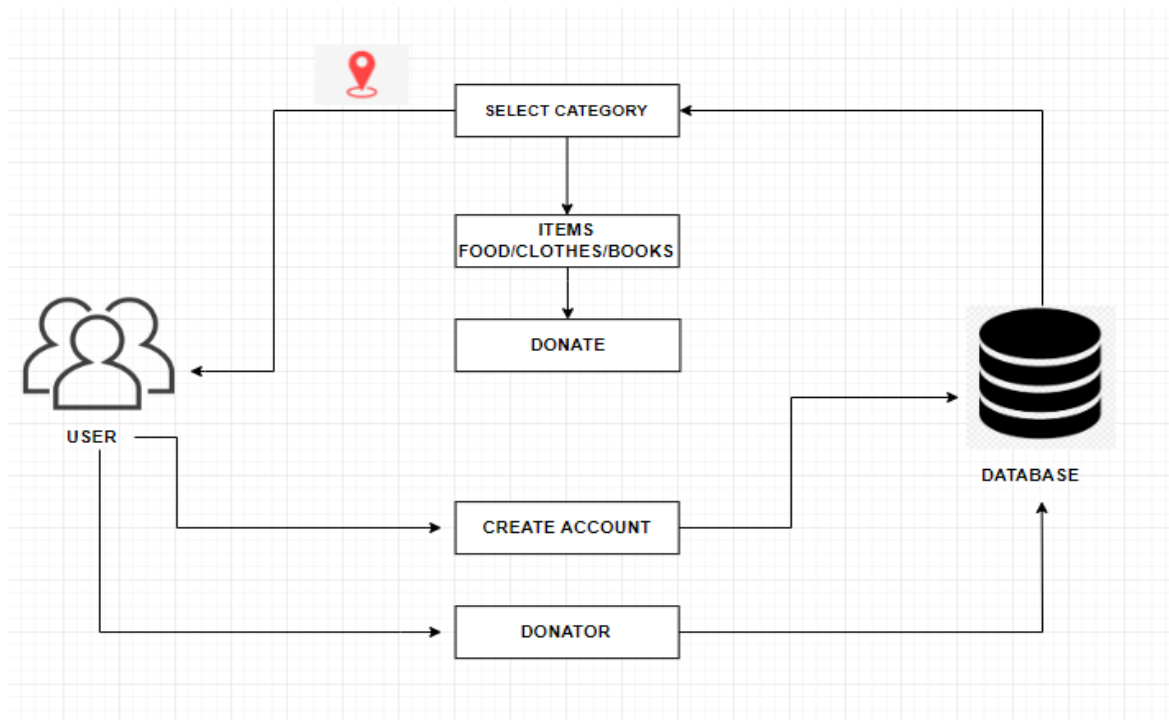 SELECT CATEGORY
ITEMS
FOOD/CLOTHES/BOOKS
DONATE
USER
DATABASE
CREATE ACCOUNT
DONATOR